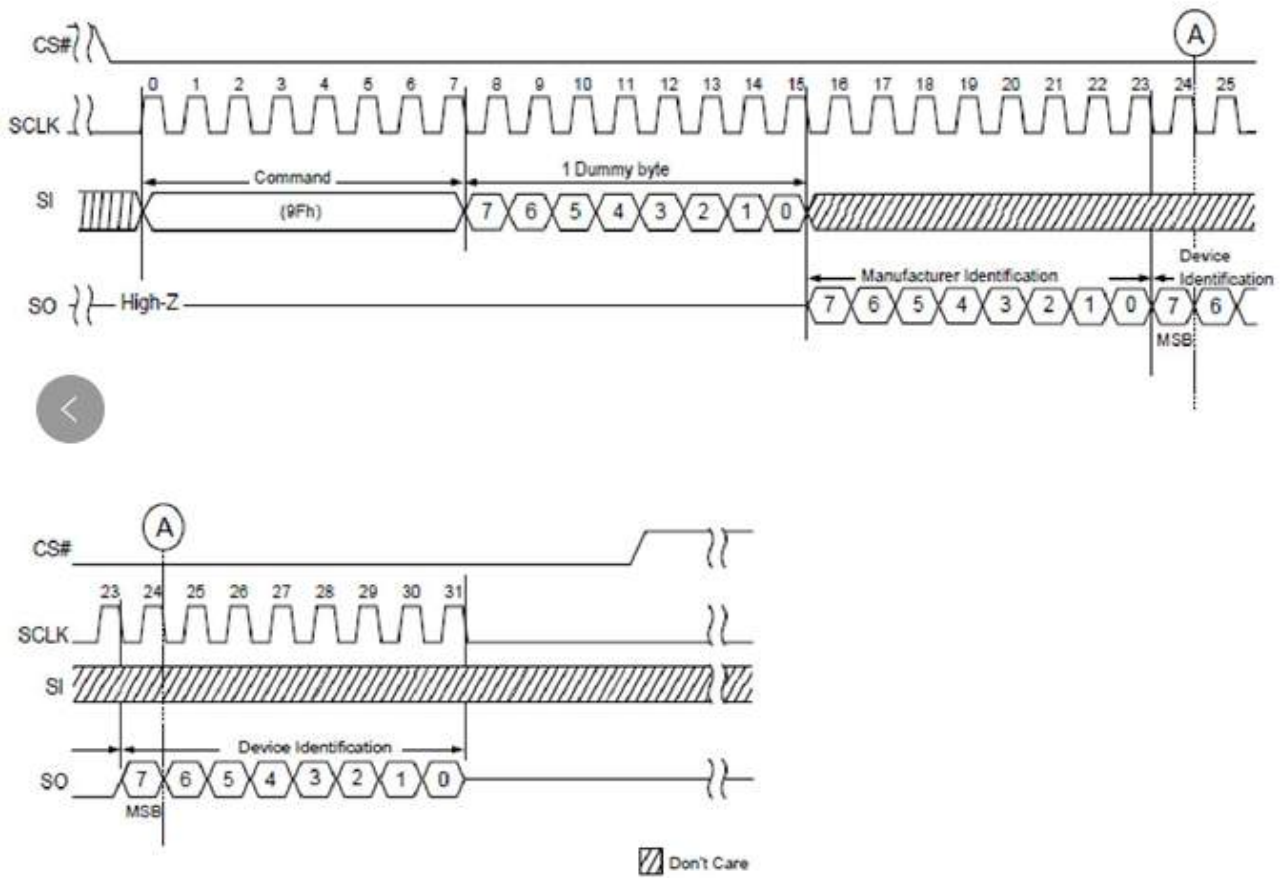 A
CS#
0 1 2 3 4 5 6 7 8 9 10 11 12 13 14 15 16 17 18 19 20 21 22 23 24 25
SCLK
Command 1 Dummy byte
SI (9Fh) 7 6 5 4 3 2 1 0
Device
Manufacturer Identification Identification
SO High-Z 7 6 5 4 3 2 1 0 7 6
MSB
A
CS#
23 24 25 26 27 28 29 30 31
SCLK
SI
Device Identification
SO 7 6 5 4 3 2 1 0
MSB
Don't Care